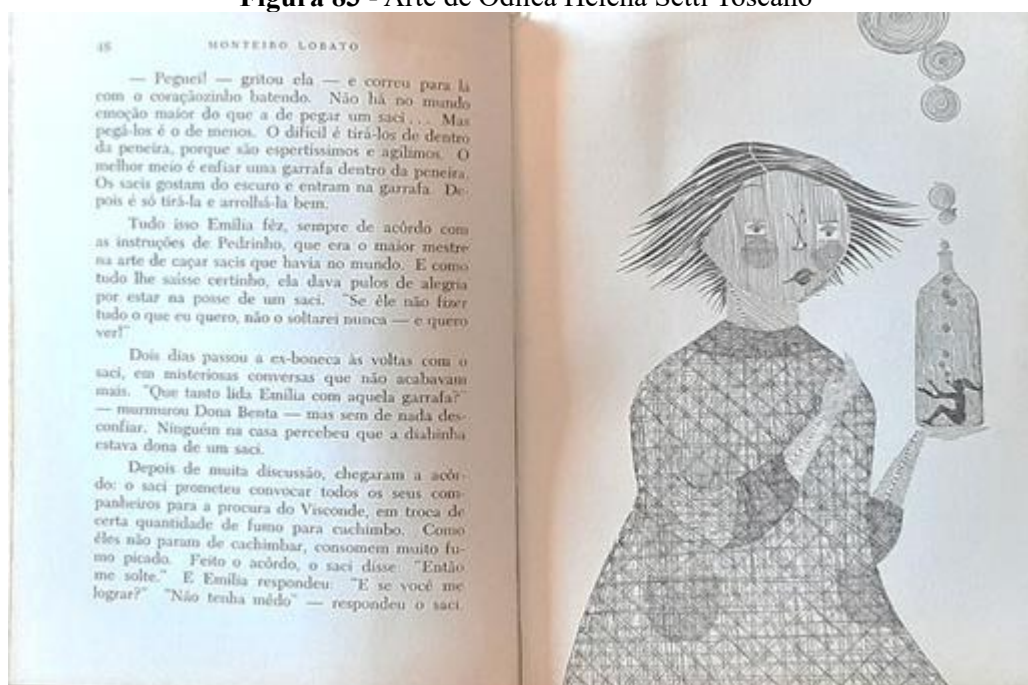 Figura 85 - Arte de Odiléa Helena Setti Toscano
48 MONTEIRO LOBATO
— Peguei! — gritou ela — e correu para lá
com o coraçãozinho batendo. Não há no mundo
emoção maior do que a de pegar um saci... Mas
pegá-los é o de menos. O difícil é tirá-los de dentro
da peneira, porque são espertíssimos e agílimos. O
melhor meio é enfiar uma garrafa dentro da peneira.
Os sacis gostam do escuro e entram na garrafa. De-
pois é só tirá-la e arrolhá-la bem.
Tudo isso Emília fêz, sempre de acôrdo com
as instruções de Pedrinho, que era o maior mestre
na arte de caçar sacis que havia no mundo. E como
tudo lhe saísse certinho, ela dava pulos de alegria
por estar na posse de um saci. "Se êle não fizer
tudo o que eu quero, não o soltarei nunca — e quero
ver!"
Dois dias passou a ex-boneca às voltas com o
saci, em misteriosas conversas que não acabavam
mais. "Que tanto lida Emília com aquela garrafa?"
— murmurou Dona Benta — mas sem de nada des-
confiar. Ninguém na casa percebeu que a diabinha
estava dona de um saci.
Depois de muita discussão, chegaram a acôr-
do: o saci prometeu convocar todos os seus com-
panheiros para a procura do Visconde, em troca de
certa quantidade de fumo para cachimbo. Como
êles não param de cachimbar, consomem muito fu-
mo picado. Feito o acôrdo, o saci disse: "Então
me solte." E Emília respondeu: "E se você me
lograr?" "Não tenha mêdo" — respondeu o saci.